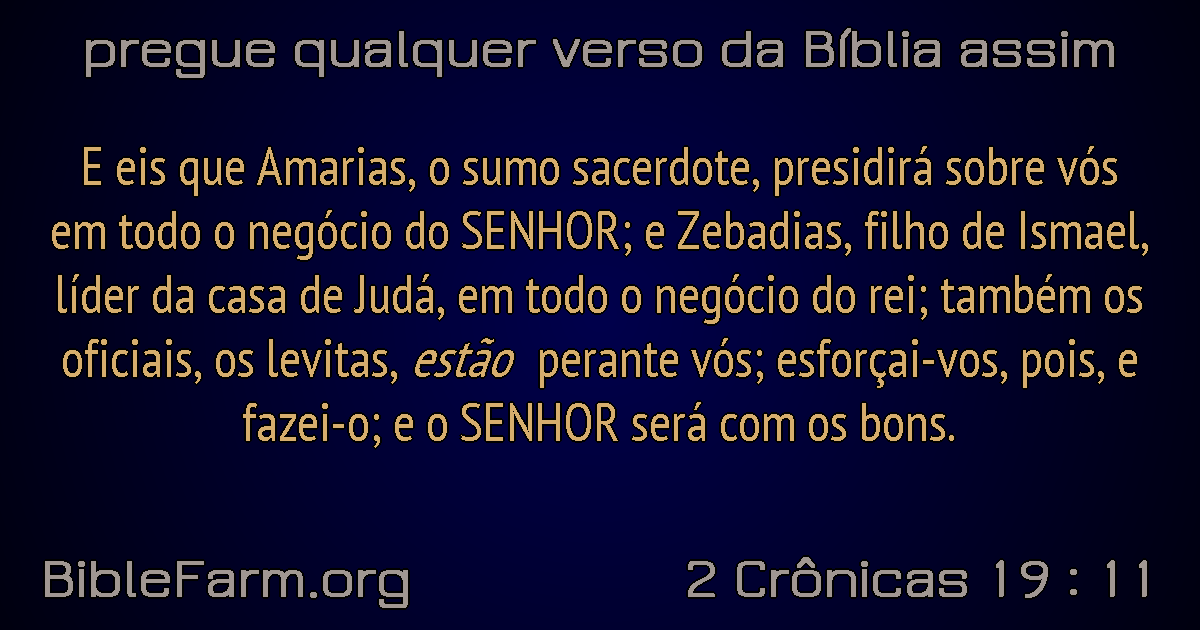 pregue qualquer verso da Bíblia assim
E eis que Amarias, o sumo sacerdote, presidirá sobre vós
em todo o negócio do SENHOR; e Zebadias, filho de Ismael,
líder da casa de Judá, em todo o negócio do rei; também os
oficiais, os levitas, estão perante vós; esforçai-vos, pois, e
fazei-o; e o SENHOR será com os bons.
BibleFarm.org
2 Crônicas 19 : 11